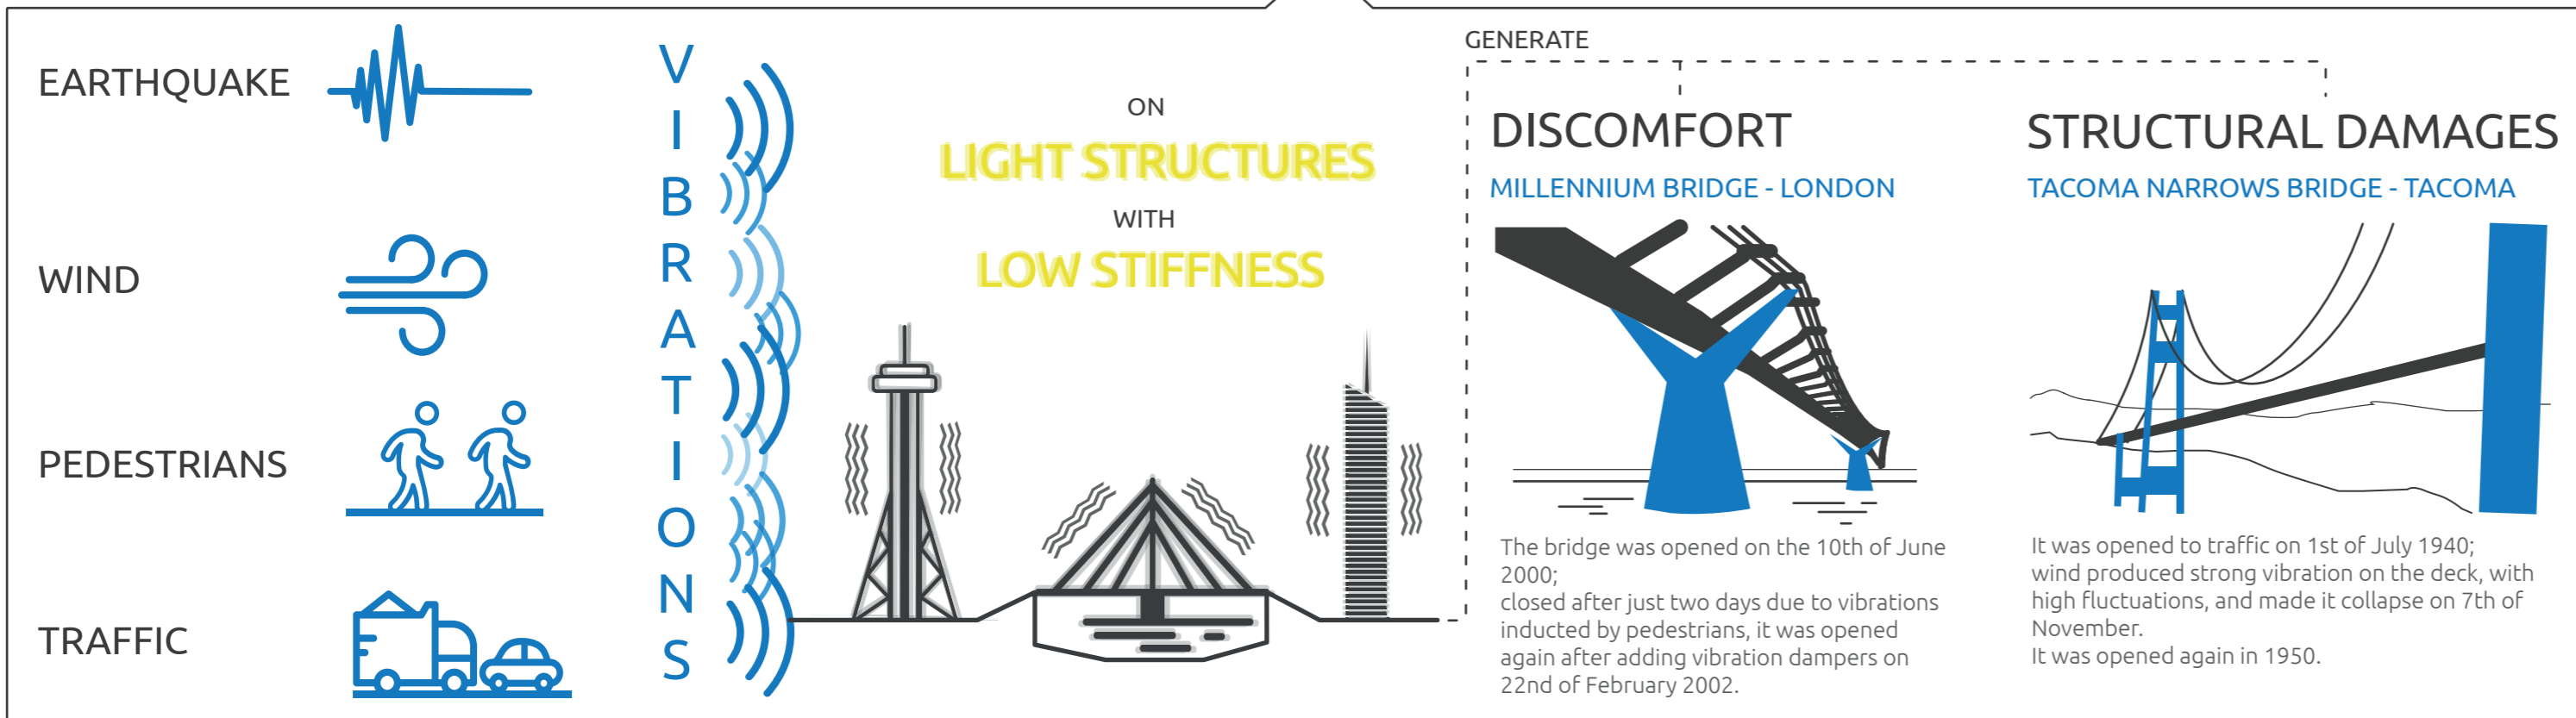 EARTHQUAKE
WIND
PEDESTRIANS
TRAFFIC
VIBRATIONS
ON
LIGHT STRUCTURES
WITH
LOW STIFFNESS
GENERATE
DISCOMFORT
MILLENNIUM BRIDGE - LONDON
The bridge was opened on the 10th of June
2000;
closed after just two days due to vibrations
inducted by pedestrians, it was opened
again after adding vibration dampers on
22nd of February 2002.
STRUCTURAL DAMAGES
TACOMA NARROWS BRIDGE - TACOMA
It was opened to traffic on 1st of July 1940;
wind produced strong vibration on the deck, with
high fluctuations, and made it collapse on 7th of
November.
It was opened again in 1950.